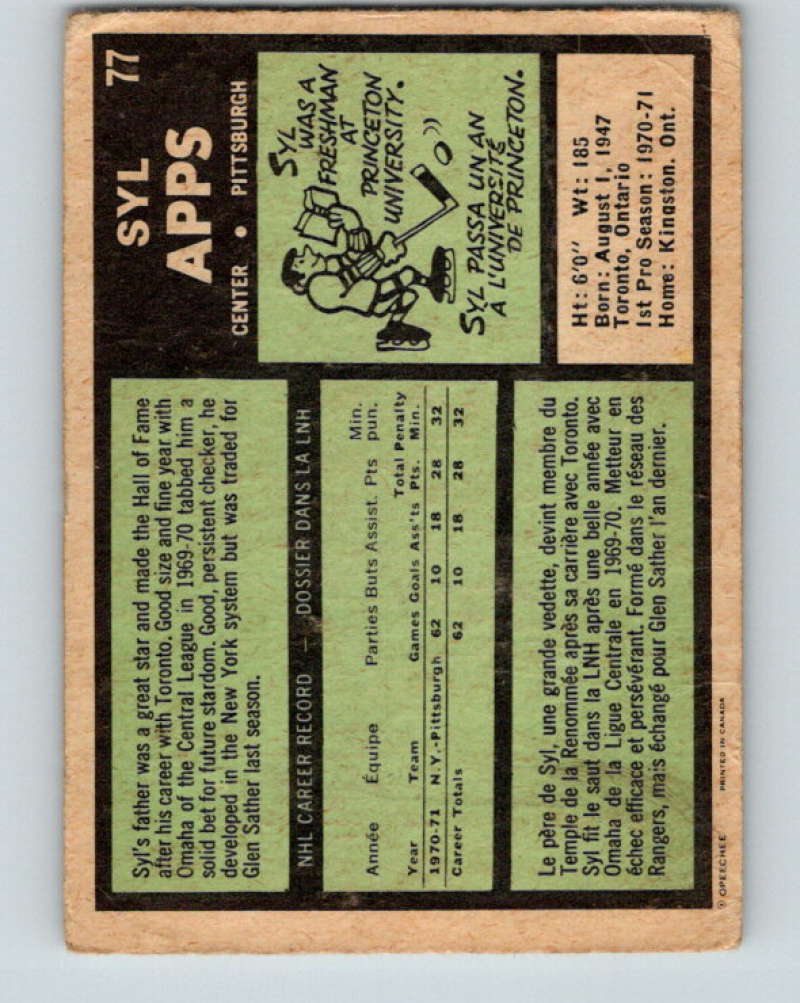 77
SYL
APPS
CENTER • PITTSBURGH
SYL
WAS A
FRESHMAN
AT
PRINCETON
UNIVERSITY.
SYL PASSA UN AN
A L'UNIVERSITÉ
DE PRINCETON.
Ht: 6'0" Wt: 185
Born: August 1, 1947
Toronto, Ontario
1st Pro Season: 1970-71
Home: Kingston. Ont.
Syl's father was a great star and made the Hall of Fame
after his career with Toronto. Good size and fine year with
Omaha of the Central League in 1969-70 tabbed him a
solid bet for future stardom. Good, persistent checker, he
developed in the New York system but was traded for
Glen Sather last season.
NHL CAREER RECORD — DOSSIER DANS LA LNH
Min.
Année Équipe Parties Buts Assist. Pts pun.
Total Penalty
Year Team Games Goals Ass'ts Pts. Min.
1970-71 N.Y.-Pittsburgh 62 10 18 28 32
Career Totals 62 10 18 28 32
Le père de Syl, une grande vedette, devint membre du
Temple de la Renommée après sa carrière avec Toronto.
Syl fit le saut dans la LNH après une belle année avec
Omaha de la Ligue Centrale en 1969-70. Metteur en
échec efficace et persévérant. Formé dans le réseau des
Rangers, mais échangé pour Glen Sather l'an dernier.
© OPEECHEE PRINTED IN CANADA